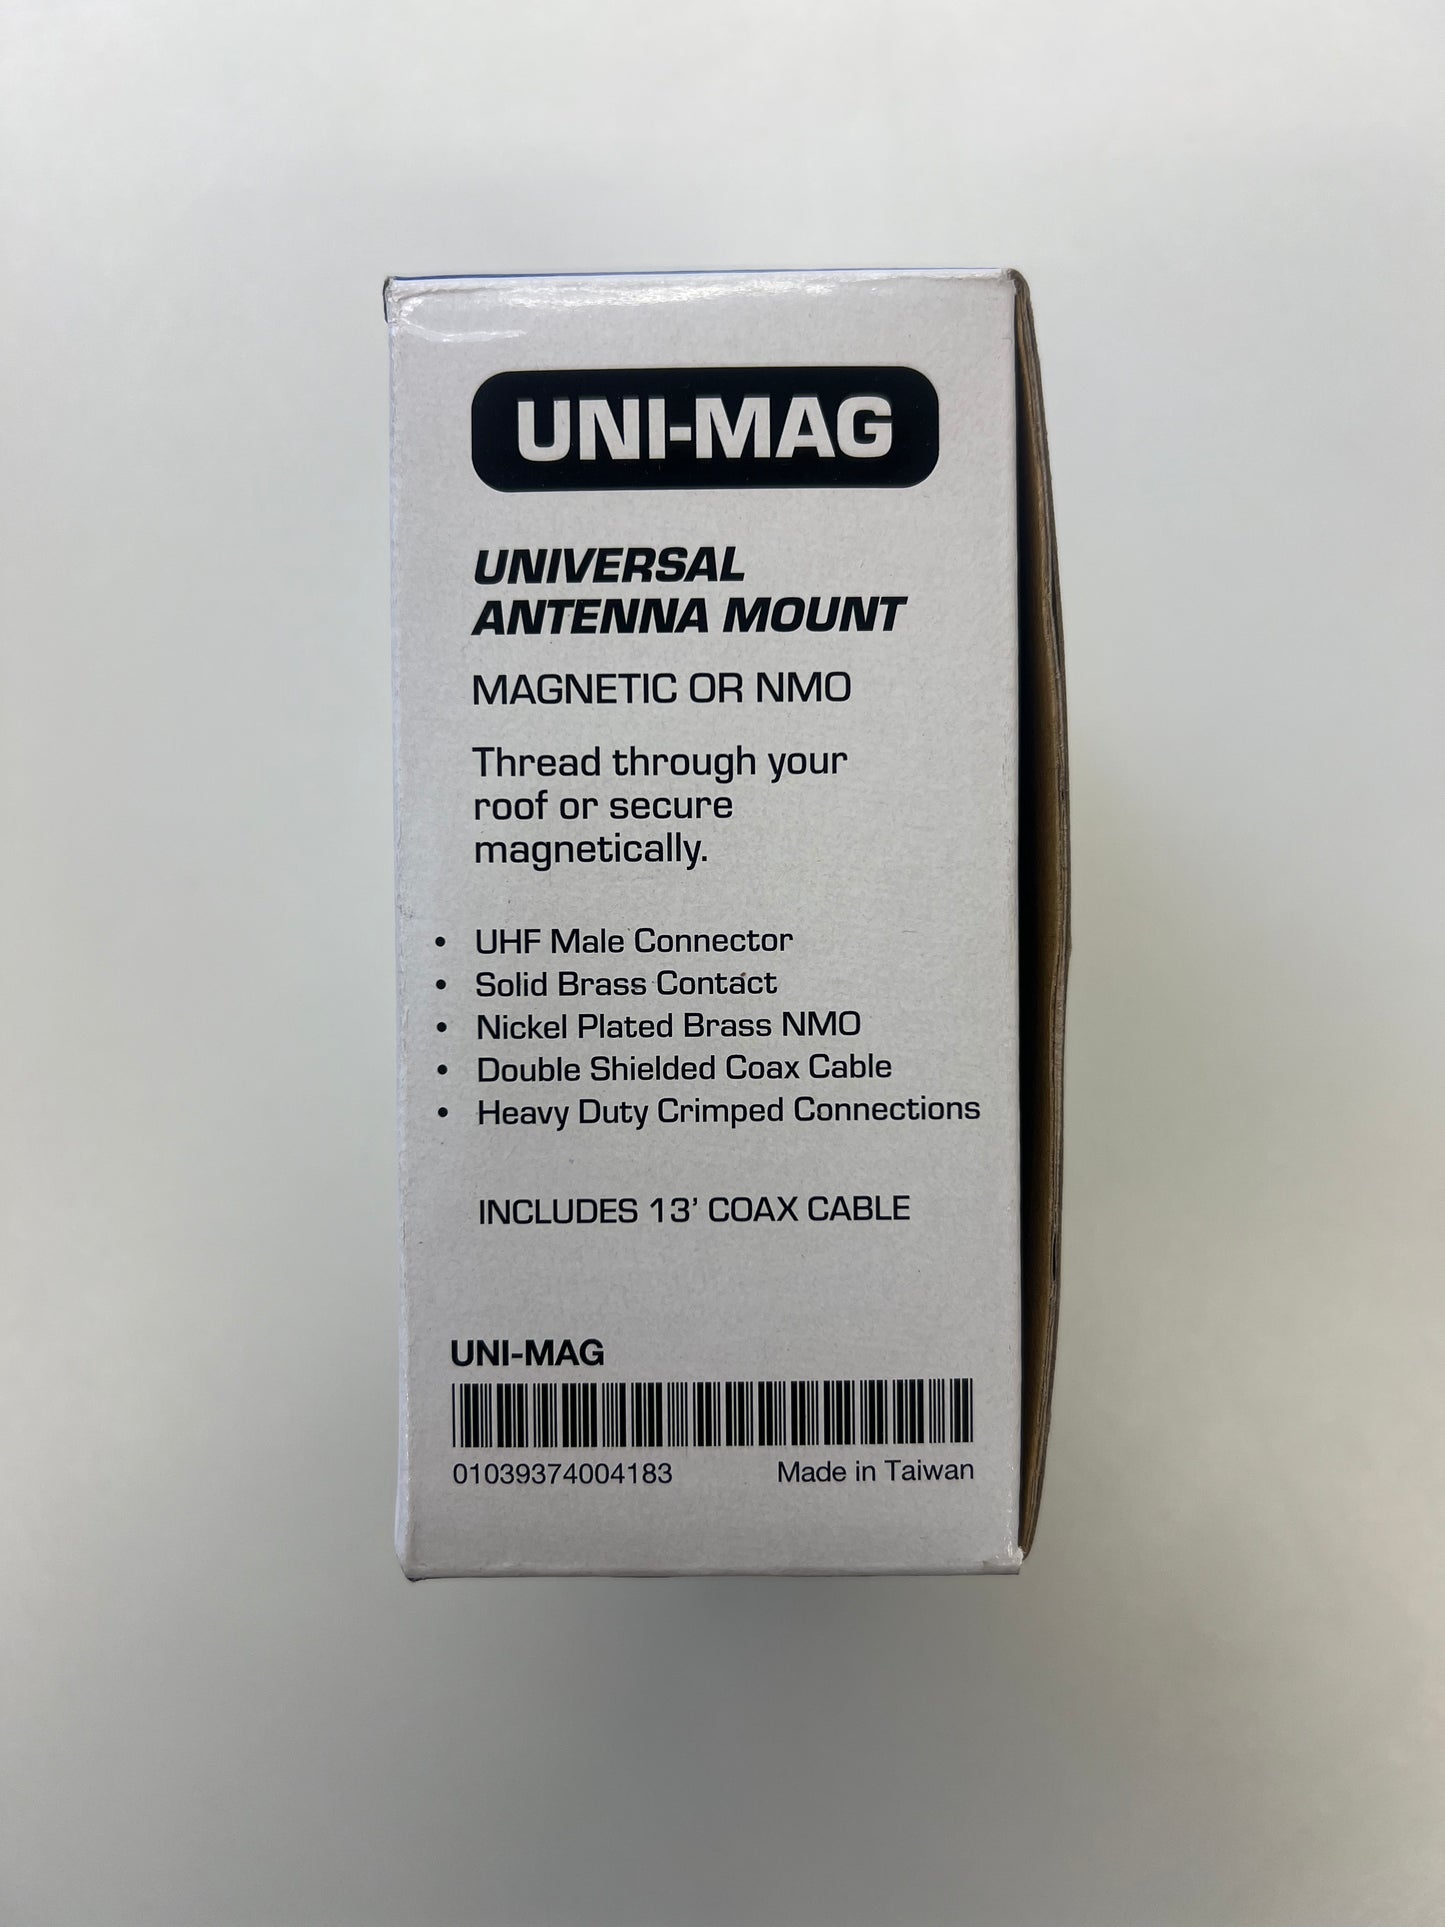 UNI-MAG
UNIVERSAL
ANTENNA MOUNT
MAGNETIC OR NMO
Thread through your
roof or secure
magnetically.
• UHF Male Connector
• Solid Brass Contact
• Nickel Plated Brass NMO
• Double Shielded Coax Cable
• Heavy Duty Crimped Connections
INCLUDES 13' COAX CABLE
UNI-MAG
01039374004183 Made in Taiwan